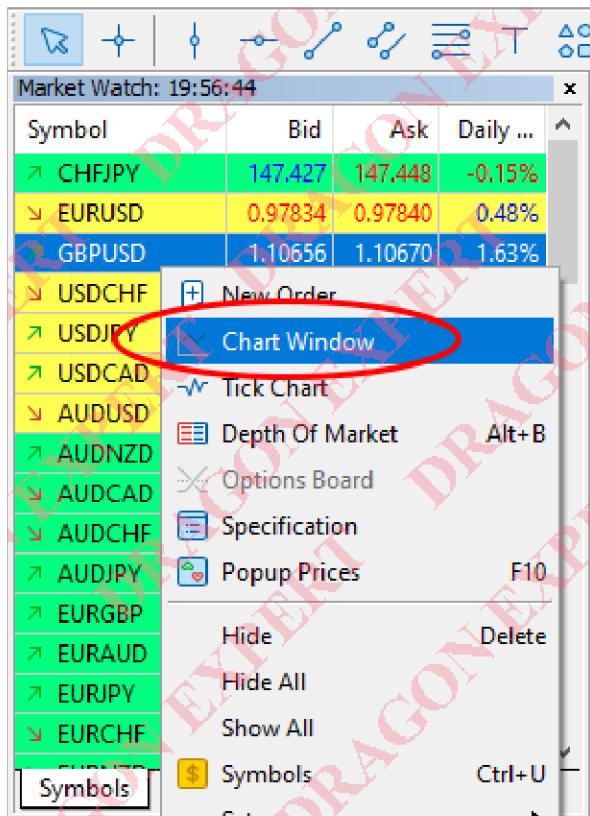 Market Watch: 19:56:44
Symbol Bid Ask Daily ...
CHFJPY 147.427 147.448 -0.15%
EURUSD 0.97834 0.97840 0.48%
GBPUSD 1.10656 1.10670 1.63%
USDCHF New Order
USDJPY Chart Window
USDCAD Tick Chart
AUDUSD Depth Of Market Alt+B
AUDNZD
AUDCAD Options Board
AUDCHF Specification
AUDJPY Popup Prices F10
EURGBP
EURAUD Hide Delete
EURJPY Hide All
EURCHF Show All
Symbols Symbols Ctrl+U
DRAGON EXPERT
DRAGON EXPERT
DRAGON EXPERT
DRAGON EXPERT